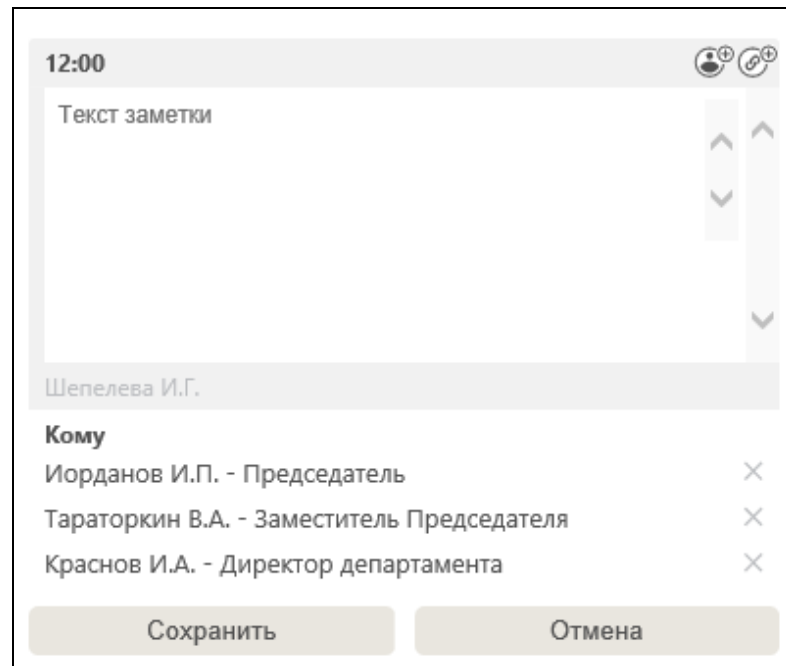 12:00
Текст заметки
Шепелева И.Г.
Кому
Иорданов И.П. - Председатель
Тараторкин В.А. - Заместитель Председателя
Краснов И.А. - Директор департамента
Сохранить
Отмена